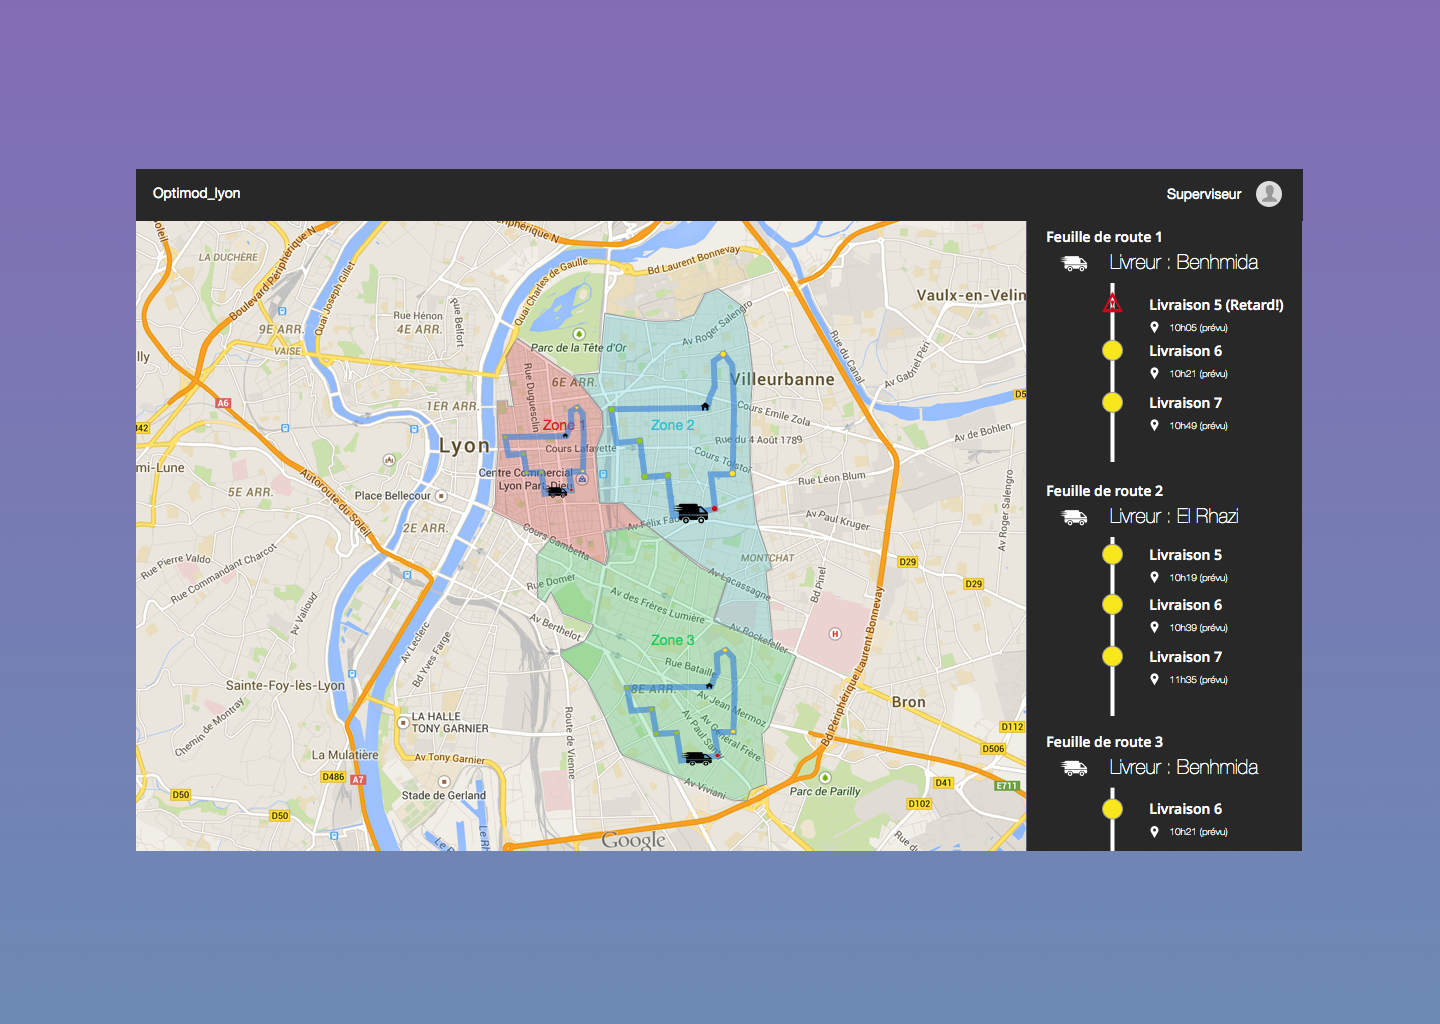 Optimod_lyon
Superviseur
Périphérique N
LA DUCHÈRE
Boulevard Périphérique N
Quai Joseph Gillet
Quai Charles de Gaulle
Bd Laurent Bonnevay
Vaulx-en-Velin
Rue Hénon
4E ARR.
Rue Belfort
9E ARR.
VAISE
Av Roger Salengro
Rue du Canal
Av Gabriel Péri
Parc de la Tête d'Or
6E ARR.
Rue Duguesclin
Villeurbanne
A6
1ER ARR.
Zone 1
Zone 2
Cours Emile Zola
Rue du 4 Août 1789
Av de Bohlen
Lyon
Cours Lafayette
Cours Tolstoï
mi-Lune
Centre Commercial
Lyon Part-Dieu
Rue Léon Blum
Autoroute du Soleil
5E ARR.
Place Bellecour
Av Roger Salengro
2E ARR.
Cours Gambetta
Av Paul Kruger
MONTCHAT
D29
D29
Rue Pierre Valdo
Rue Commandant Charcot
Rue Domer
Av Lacassagne
Bd Pinel
Av Valioud
Av des Frères Lumière
Av Berthelot
Av Rockefeller
H
Av Leclerc
Bd Yves Farge
Zone 3
Rue Bataille
Bd Périphérique Laurent Bonnevay
Sainte-Foy-lès-Lyon
8E ARR.
Av Jean Mermoz
Bron
Chemin de Montray
LA HALLE
TONY GARNIER
Route de Vienne
Av Général Frère
D112
D506
La Mulatière
Av Tony Garnier
D486
A7
Av Viviani
Parc de Parilly
D41
E711
D50
Stade de Gerland
D102
D50
Google
Feuille de route 1
Livreur : Benhmida
Livraison 5 (Retard!)
10h05 (prévu)
Livraison 6
10h21 (prévu)
Livraison 7
10h49 (prévu)
Feuille de route 2
Livreur : El Rhazi
Livraison 5
10h19 (prévu)
Livraison 6
10h39 (prévu)
Livraison 7
11h35 (prévu)
Feuille de route 3
Livreur : Benhmida
Livraison 6
10h21 (prévu)